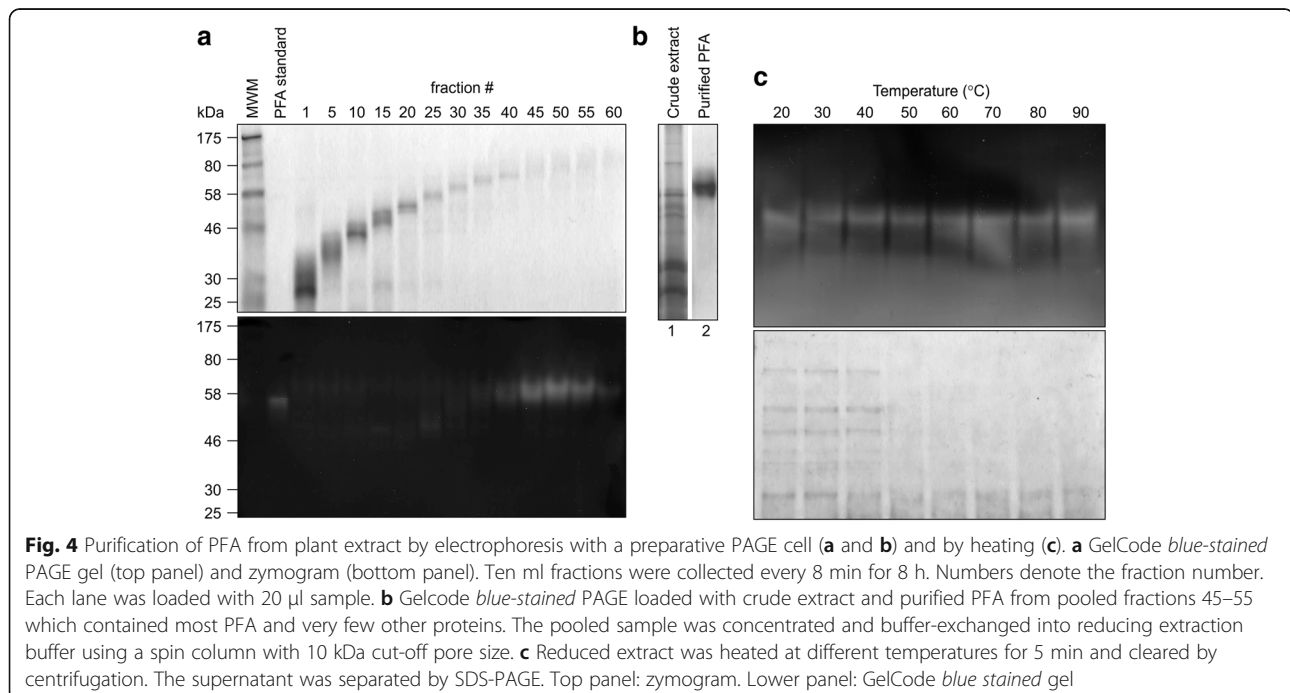 a
b
c
MWM
PFA standard
fraction #
kDa
1 5 10 15 20 25 30 35 40 45 50 55 60
175
80
58
46
30
25
175
80
58
46
30
25
Crude extract
Purified PFA
1 2
Temperature (°C)
20 30 40 50 60 70 80 90
Fig. 4 Purification of PFA from plant extract by electrophoresis with a preparative PAGE cell (a and b) and by heating (c). a GelCode blue-stained
PAGE gel (top panel) and zymogram (bottom panel). Ten ml fractions were collected every 8 min for 8 h. Numbers denote the fraction number.
Each lane was loaded with 20 μl sample. b Gelcode blue-stained PAGE loaded with crude extract and purified PFA from pooled fractions 45–55
which contained most PFA and very few other proteins. The pooled sample was concentrated and buffer-exchanged into reducing extraction
buffer using a spin column with 10 kDa cut-off pore size. c Reduced extract was heated at different temperatures for 5 min and cleared by
centrifugation. The supernatant was separated by SDS-PAGE. Top panel: zymogram. Lower panel: GelCode blue stained gel